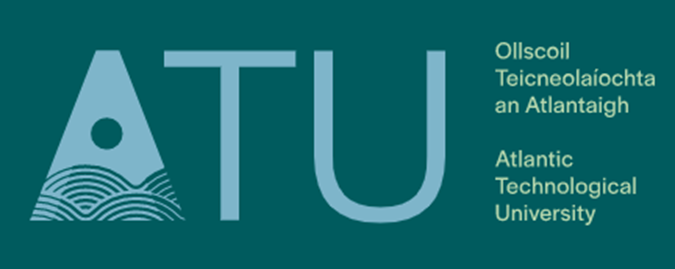 ATU
Ollscoil
Teicneolaíochta
an Atlantaigh
Atlantic
Technological
University